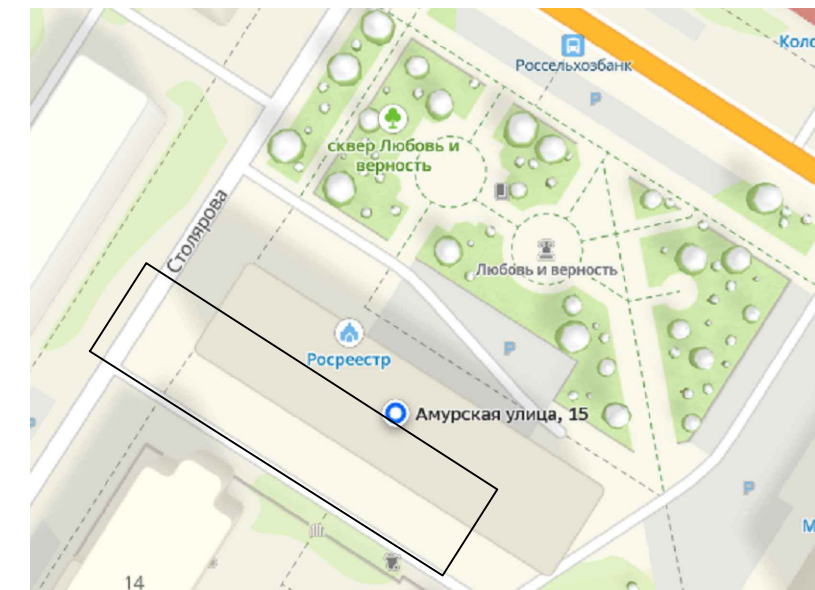 Коло
Россельхозбанк
P
сквер Любовь и
верность
Столярова
Любовь и верность
P
Росреестр
Амурская улица, 15
P
М
14